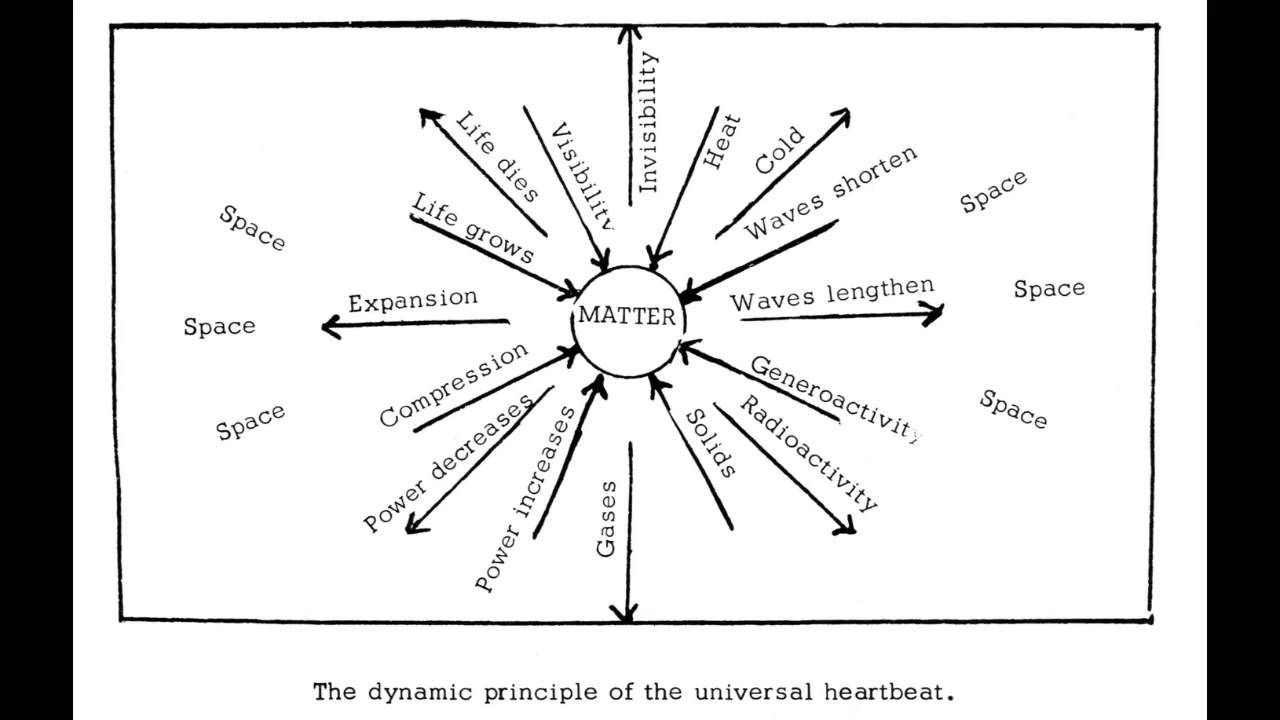 Invisibility
Visibility
Life dies
Life grows
Heat
Cold
Waves shorten
Space
Space
Space
Expansion
MATTER
Waves lengthen
Space
Compression
Generoactivity
Space
Space
Power decreases
Radioactivity
Power increases
Solids
Gases
The dynamic principle of the universal heartbeat.